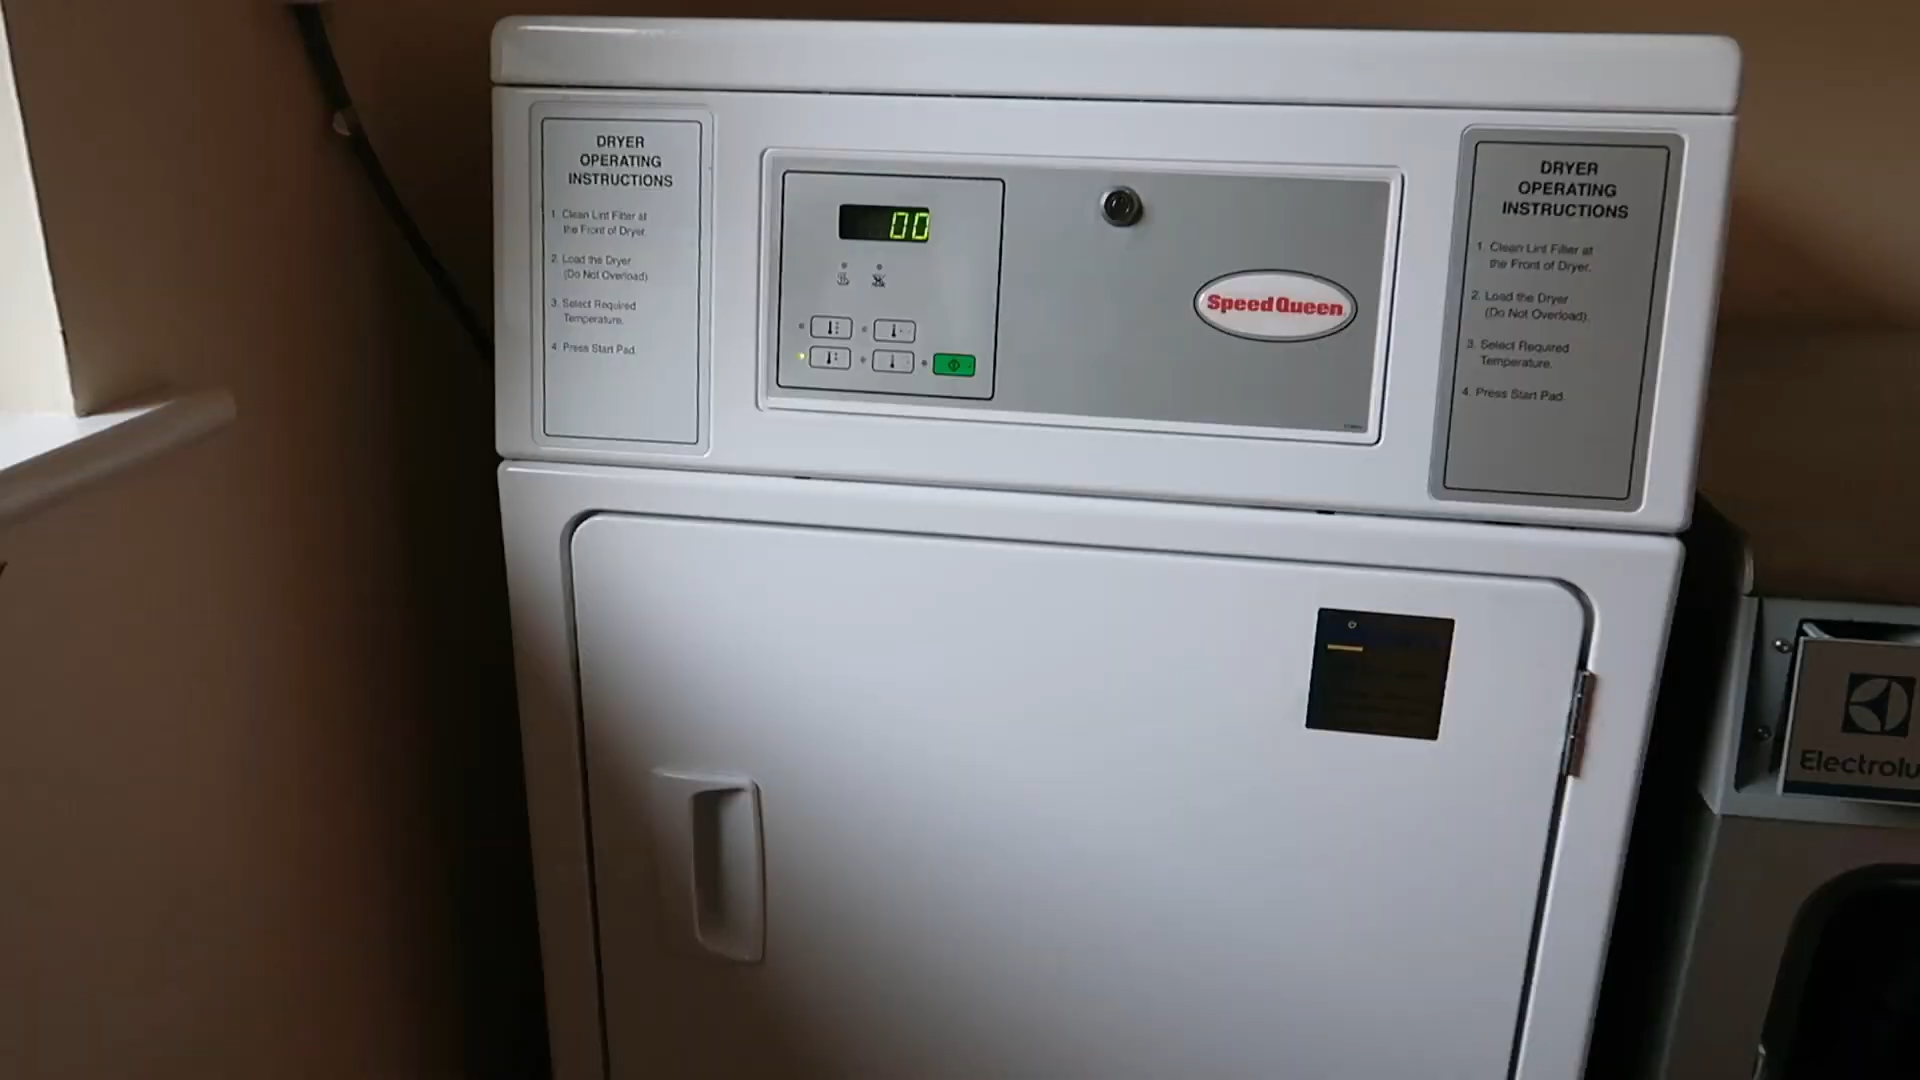 DRYER
OPERATING
INSTRUCTIONS
1. Clean Lint Filter at
the Front of Dryer.
2. Load the Dryer
(Do Not Overload)
3. Select Required
Temperature.
4. Press Start Pad.
00
SpeedQueen
DRYER
OPERATING
INSTRUCTIONS
1. Clean Lint Filter at
the Front of Dryer.
2. Load the Dryer
(Do Not Overload).
3. Select Required
Temperature.
4. Press Start Pad.
Electrolu